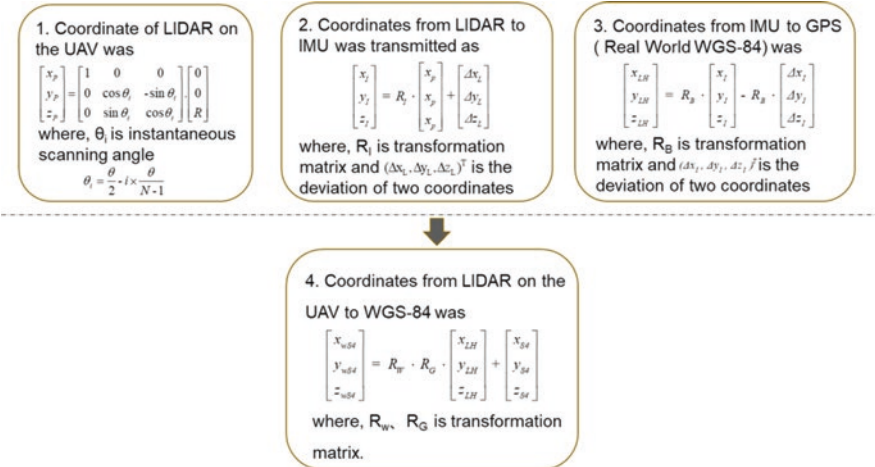 1. Coordinate of LIDAR on
the UAV was
[x_P y_P z_P] = [1 0 0; 0 cosθ_i -sinθ_i; 0 sinθ_i cosθ_i] · [0 0 R]
where, θ_i is instantaneous
scanning angle
θ_i = θ/2 - i × θ/(N-1)
2. Coordinates from LIDAR to
IMU was transmitted as
[x_I y_I z_I] = R_I · [x_p x_p x_p] + [Δx_L Δy_L Δz_L]
where, R_I is transformation
matrix and (Δx_L, Δy_L, Δz_L)^T is the
deviation of two coordinates
3. Coordinates from IMU to GPS
( Real World WGS-84) was
[x_LH y_LH z_LH] = R_B · [x_I y_I z_I] - R_B · [Δx_I Δy_I Δz_I]
where, R_B is transformation
matrix and (Δx_I, Δy_I, Δz_I) is the
deviation of two coordinates
4. Coordinates from LIDAR on the
UAV to WGS-84 was
[x_w84 y_w84 z_w84] = R_W · R_G · [x_LH y_LH z_LH] + [x_84 y_84 z_84]
where, R_w、 R_G is transformation
matrix.